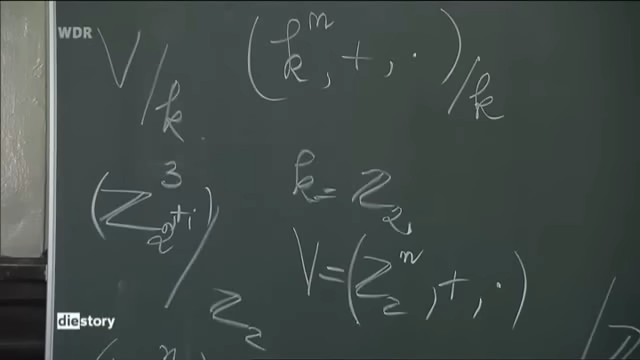 WDR
V/k (k^n, +, ·)/k
(Z_2^3, +, ·)/Z_2
k = Z_2,
V = (Z_2^n, +, ·)
diestory